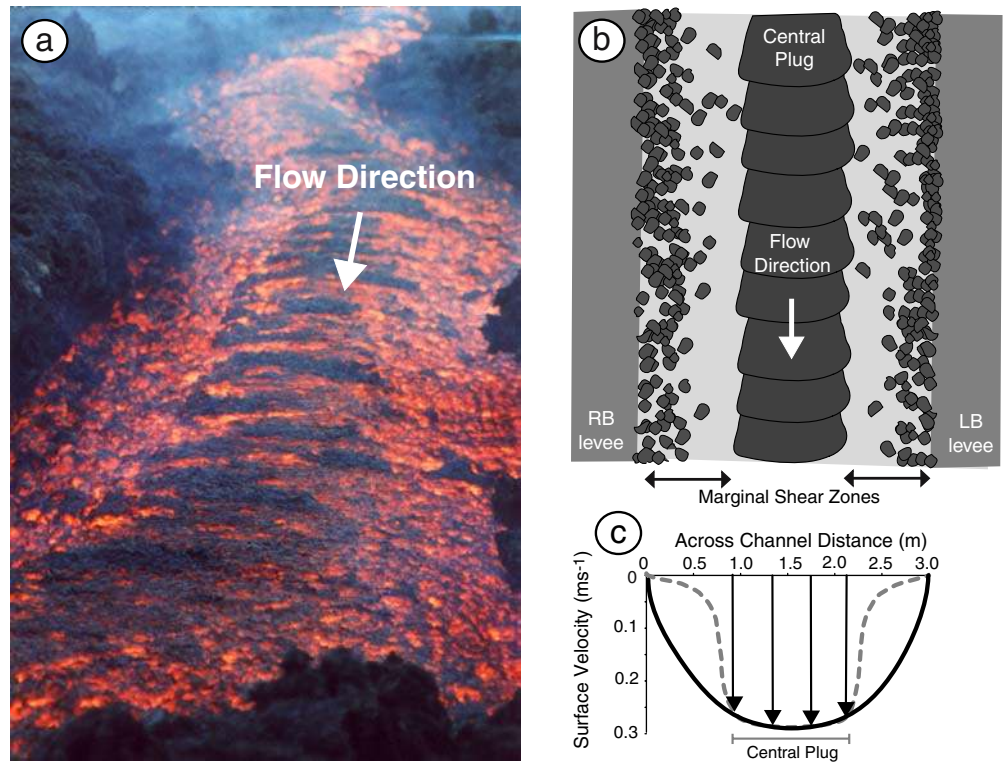 a
Flow Direction
b
Central
Plug
Flow
Direction
RB
levee
LB
levee
Marginal Shear Zones
c
Across Channel Distance (m)
0 0.5 1.0 1.5 2.0 2.5 3.0
Surface Velocity (ms-1)
0
0.1
0.2
0.3
Central Plug